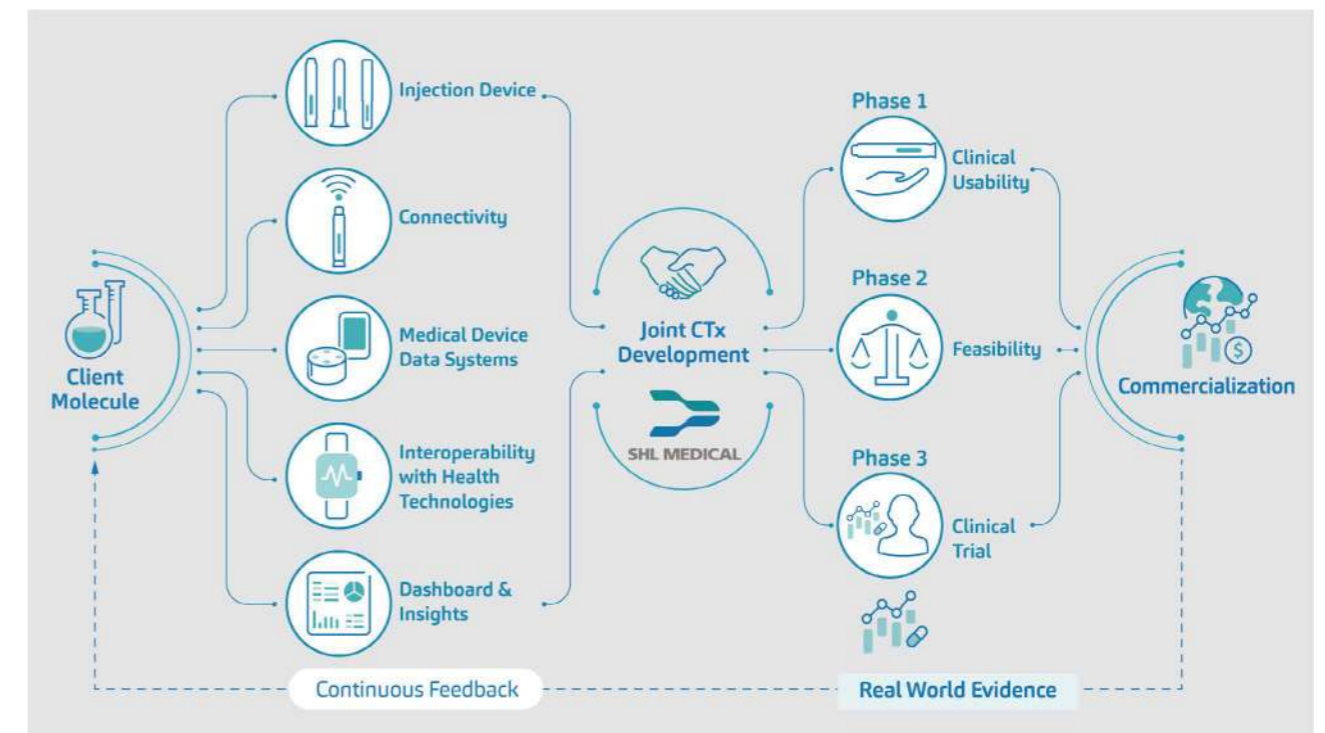 Client
Molecule
Injection Device
Connectivity
Medical Device
Data Systems
Interoperability
with Health
Technologies
Dashboard &
Insights
Joint CTx
Development
SHL MEDICAL
Phase 1
Clinical
Usability
Phase 2
Feasibility
Phase 3
Clinical
Trial
$
Commercialization
Continuous Feedback
Real World Evidence